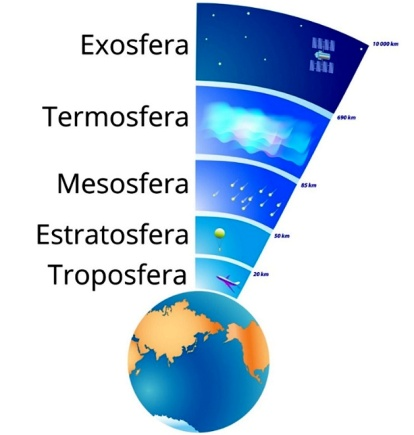 Exosfera
10 000 km
Termosfera
690 km
Mesosfera
85 km
Estratosfera
50 km
Troposfera
20 km